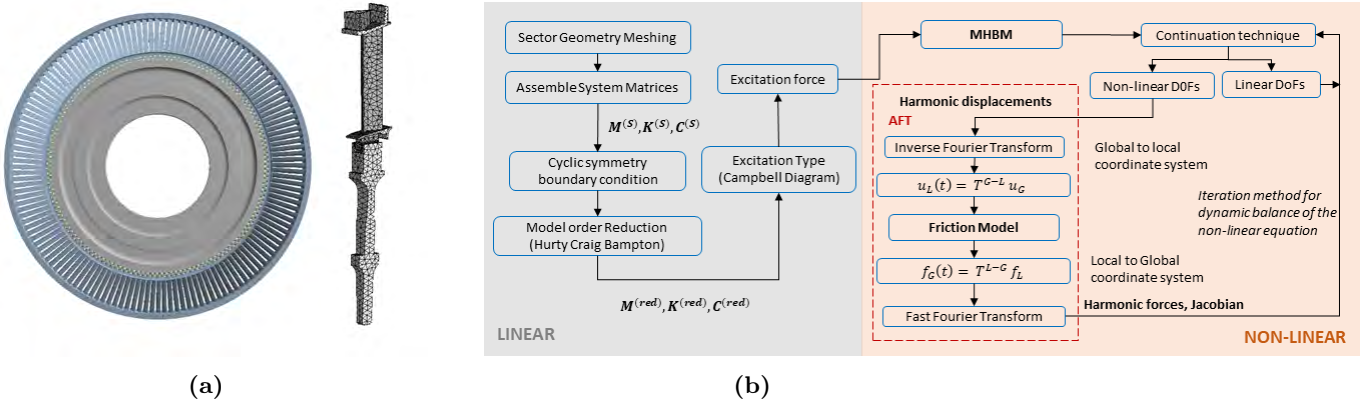 Sector Geometry Meshing
Assemble System Matrices
M^(S), K^(S), C^(S)
Cyclic symmetry
boundary condition
Model order Reduction
(Hurty Craig Bampton)
M^(red), K^(red), C^(red)
Excitation force
Excitation Type
(Campbell Diagram)
LINEAR
MHBM
Continuation technique
Non-linear D0Fs
Linear DoFs
Harmonic displacements
AFT
Inverse Fourier Transform
Global to local
coordinate system
u_L(t) = T^{G-L} u_G
Friction Model
Iteration method for
dynamic balance of the
non-linear equation
f_G(t) = T^{L-G} f_L
Local to Global
coordinate system
Fast Fourier Transform
Harmonic forces, Jacobian
NON-LINEAR
(a)
(b)